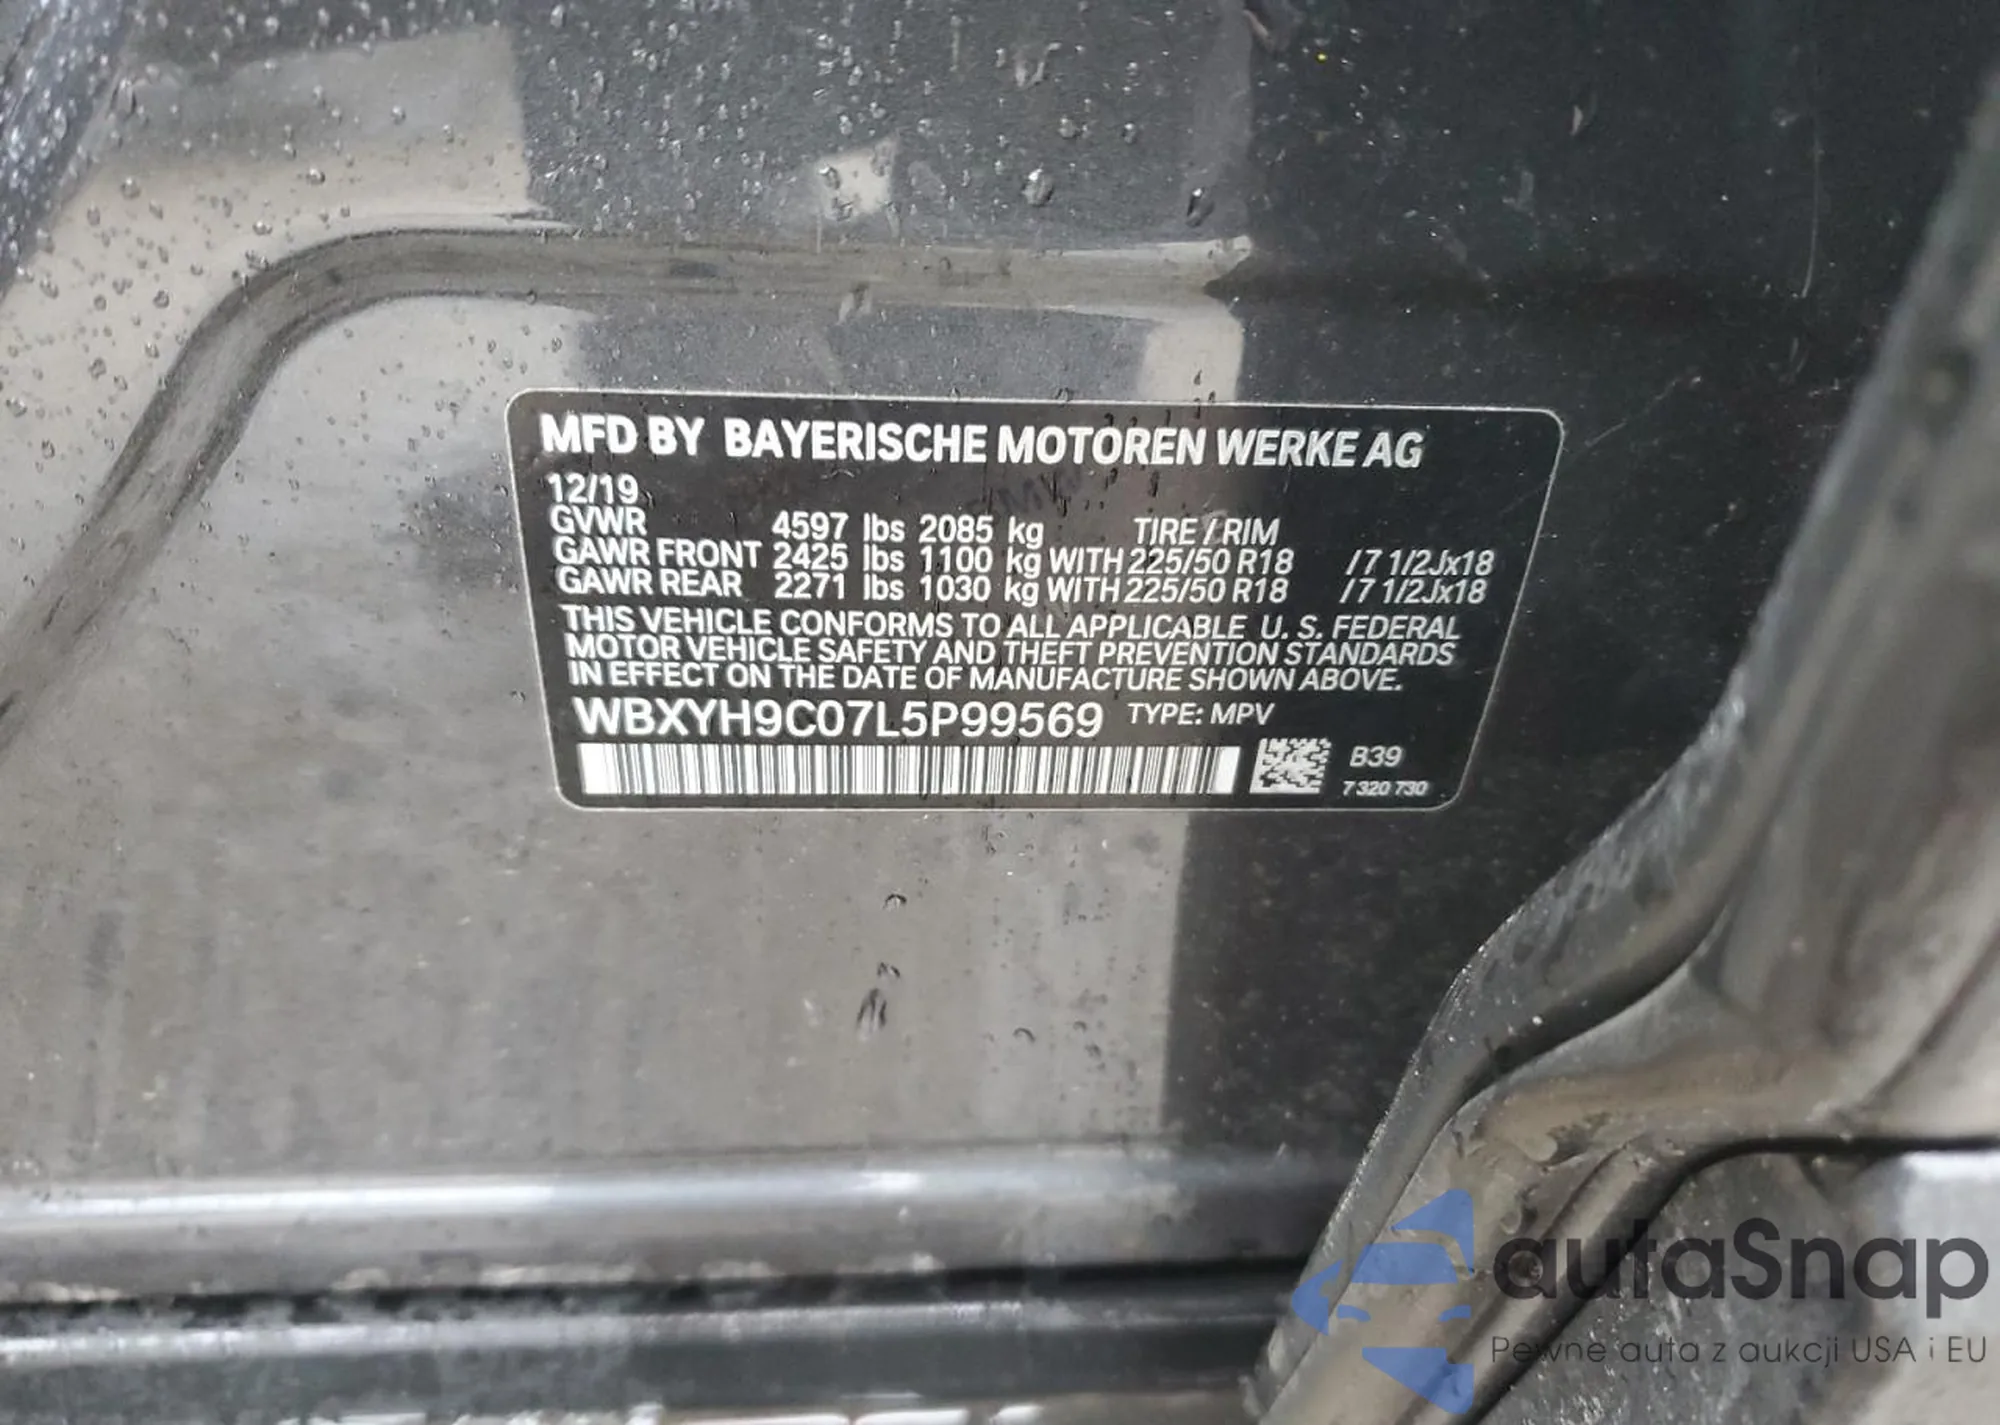 MFD BY BAYERISCHE MOTOREN WERKE AG
12/19
GVWR 4597 lbs 2085 kg TIRE / RIM
GAWR FRONT 2425 lbs 1100 kg WITH 225/50 R18 /7 1/2Jx18
GAWR REAR 2271 lbs 1030 kg WITH 225/50 R18 /7 1/2Jx18
THIS VEHICLE CONFORMS TO ALL APPLICABLE U. S. FEDERAL
MOTOR VEHICLE SAFETY AND THEFT PREVENTION STANDARDS
IN EFFECT ON THE DATE OF MANUFACTURE SHOWN ABOVE.
WBXYH9C07L5P99569 TYPE: MPV
B39
7 320 730
autaSnap
Pewne auta z aukcji USA i EU